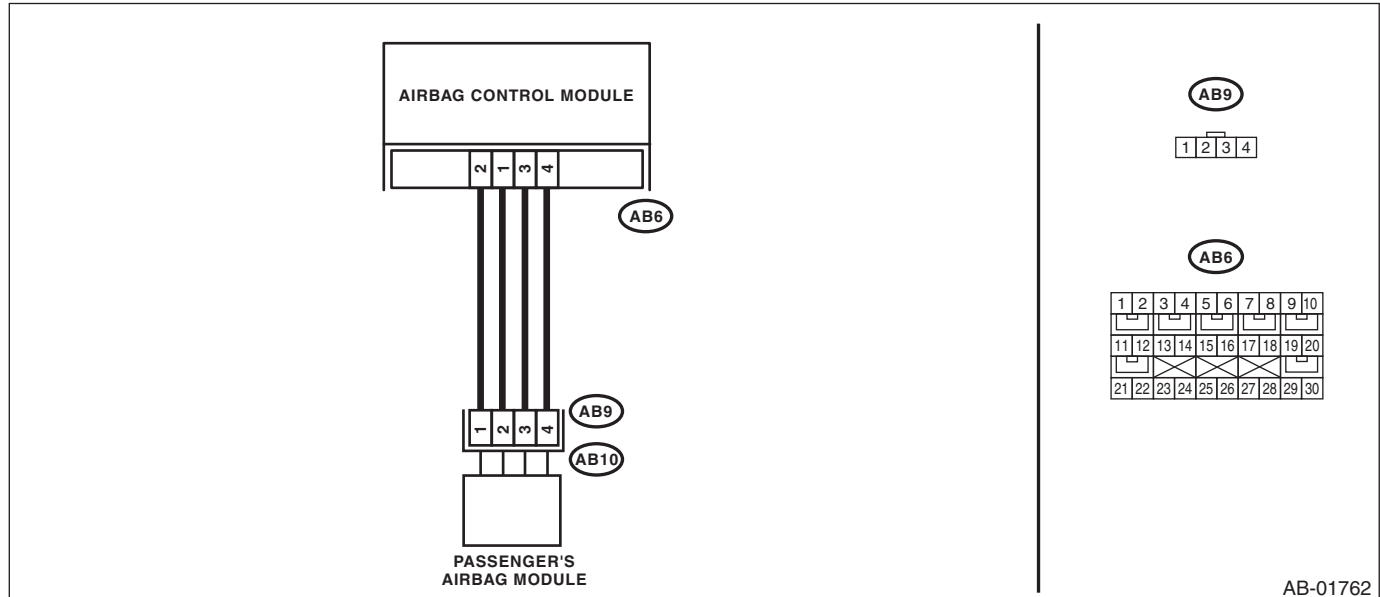 AIRBAG CONTROL MODULE
2 1 3 4
AB6
AB9
1 2 3 4
AB10
PASSENGER'S
AIRBAG MODULE
AB9
1 2 3 4
AB6
1 2 3 4 5 6 7 8 9 10
11 12 13 14 15 16 17 18 19 20
21 22 23 24 25 26 27 28 29 30
AB-01762